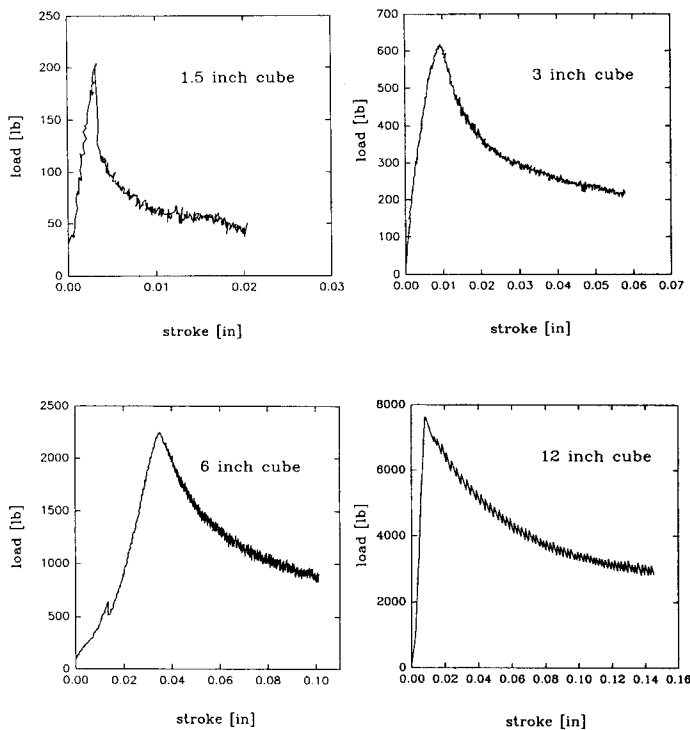 250
200
150
100
50
0
load [lb]
1.5 inch cube
0.00 0.01 0.02 0.03
stroke [in]
700
600
500
400
300
200
100
0
load [lb]
3 inch cube
0.00 0.01 0.02 0.03 0.04 0.05 0.06 0.07
stroke [in]
2500
2000
1500
1000
500
0
load [lb]
6 inch cube
0.00 0.02 0.04 0.06 0.08 0.10
stroke [in]
8000
6000
4000
2000
0
load [lb]
12 inch cube
0.00 0.02 0.04 0.06 0.08 0.10 0.12 0.14 0.16
stroke [in]